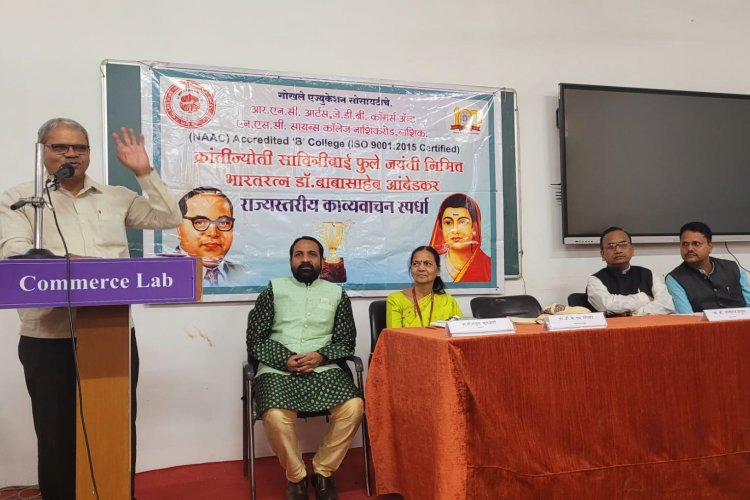 गोखले एज्युकेशन सोसायटीचे.
आर.एन.सी. आर्टस्,जे.डी.बी. कॉमर्स अॅन्ड
एन.एस.सी. सायन्स कॉलेज नाशिकरोड,नाशिक.
(NAAC) Accredited 'B' College (ISO 9001:2015 Certified)
क्रांतीज्योती सावित्रीबाई फुले जयंती निमित्त
भारतरत्न डॉ.बाबासाहेब आंबेडकर
राज्यस्तरीय काव्यवाचन स्पर्धा
Commerce Lab